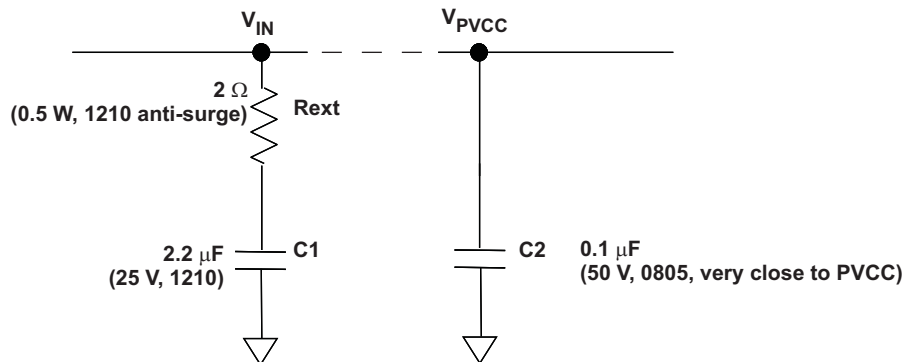 VIN
VPVCC
2 Ω
(0.5 W, 1210 anti-surge)
Rext
2.2 μF
(25 V, 1210)
C1
C2
0.1 μF
(50 V, 0805, very close to PVCC)